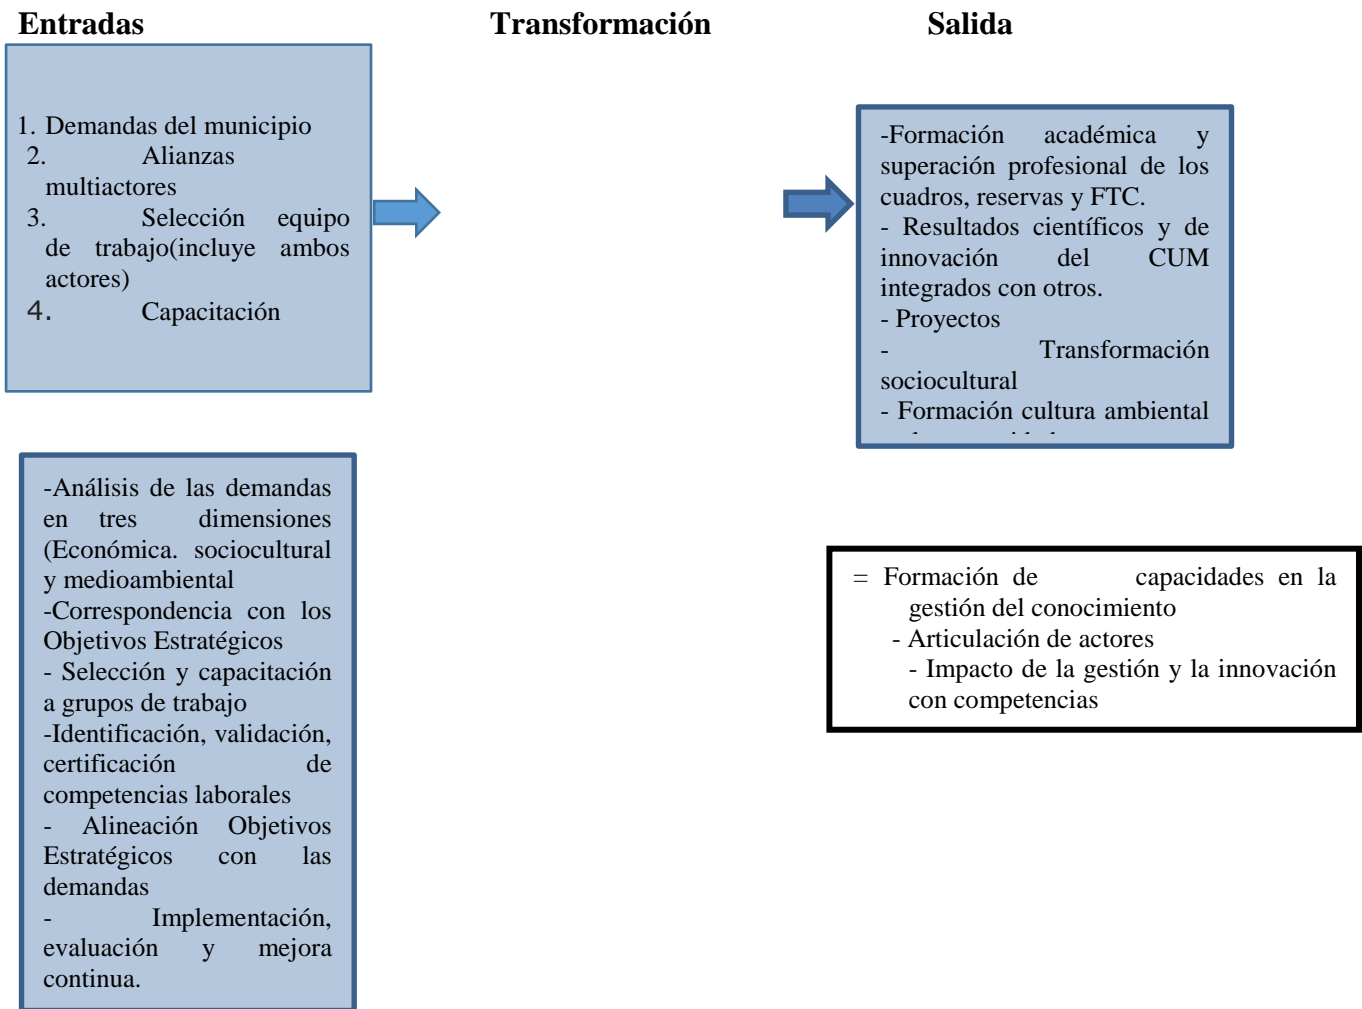 Entradas Transformación Salida
1. Demandas del municipio
2. Alianzas
multiactores
3. Selección equipo
de trabajo(incluye ambos
actores)
4. Capacitación
-Formación académica y
superación profesional de los
cuadros, reservas y FTC.
- Resultados científicos y de
innovación del CUM
integrados con otros.
- Proyectos
- Transformación
sociocultural
- Formación cultura ambiental
-Análisis de las demandas
en tres dimensiones
(Económica. sociocultural
y medioambiental
-Correspondencia con los
Objetivos Estratégicos
- Selección y capacitación
a grupos de trabajo
-Identificación, validación,
certificación de
competencias laborales
- Alineación Objetivos
Estratégicos con las
demandas
- Implementación,
evaluación y mejora
continua.
= Formación de capacidades en la
gestión del conocimiento
- Articulación de actores
- Impacto de la gestión y la innovación
con competencias